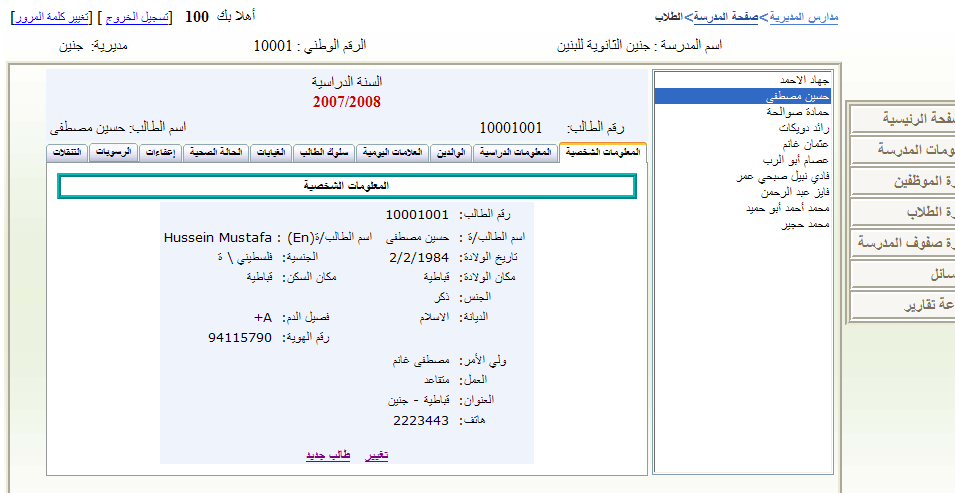 مدارس المديرية>صفحة المدرسة>الطلاب
أهلا بك 100 [تسجيل الخروج ] [تغيير كلمة المرور]
اسم المدرسة : جنين الثانوية للبنين الرقم الوطني : 10001 مديرية: جنين
جهاد الاحمد
حسين مصطفى
حمادة صوالحة
رائد دويكات
عثمان غانم
عصام أبو الرب
فادي نبيل صبحي عمر
فايز عبد الرحمن
محمد أحمد أبو حميد
محمد حجير
السنة الدراسية
2007/2008
رقم الطالب: 10001001 اسم الطالب: حسين مصطفى
المعلومات الشخصية المعلومات الدراسية الوالدين العلامات اليومية سلوك الطالب الغيابات الحالة الصحية إعفاءات الرسوبات التنقلات
المعلومات الشخصية
رقم الطالب: 10001001
اسم الطالب/ة : حسين مصطفى اسم الطالب/ة(En) : Hussein Mustafa
تاريخ الولادة: 2/2/1984 الجنسية: فلسطيني \ ة
مكان الولادة: قباطية مكان السكن: قباطية
الجنس: ذكر
الديانة: الاسلام فصيل الدم: A+
رقم الهوية: 94115790
ولي الأمر: مصطفى غانم
العمل: متقاعد
العنوان: قباطية - جنين
هاتف: 2223443
تغيير طالب جديد
فحة الرئيسية
ومات المدرسة
رة الموظفين
رة الطلاب
رة صفوف المدرسة
سائل
عة تقارير